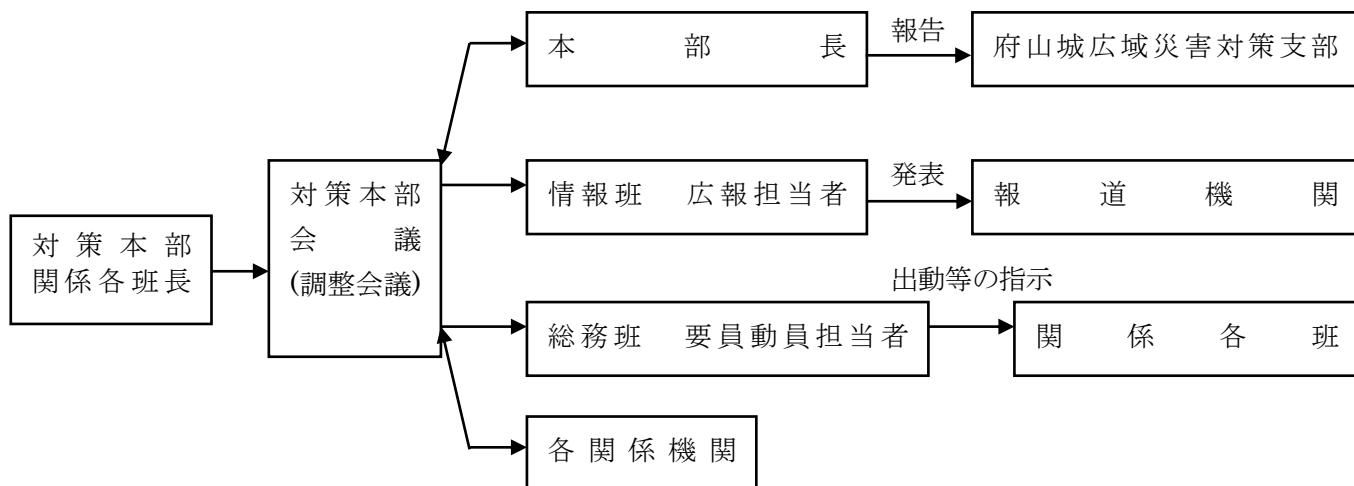 対策本部
関係各班長
対策本部
会議
(調整会議)
本部長
報告
府山城広域災害対策支部
情報班 広報担当者
発表
報道機関
総務班 要員動員担当者
出動等の指示
関係各班
各関係機関